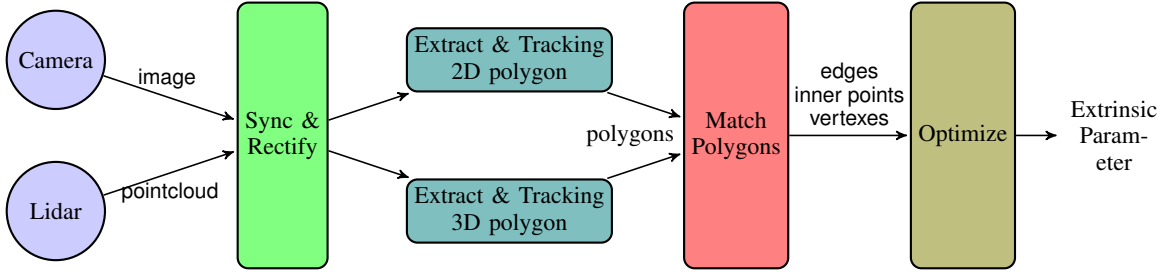 Camera
image
Lidar
pointcloud
Sync &
Rectify
Extract & Tracking
2D polygon
Extract & Tracking
3D polygon
polygons
Match
Polygons
edges
inner points
vertexes
Optimize
Extrinsic
Param-
eter